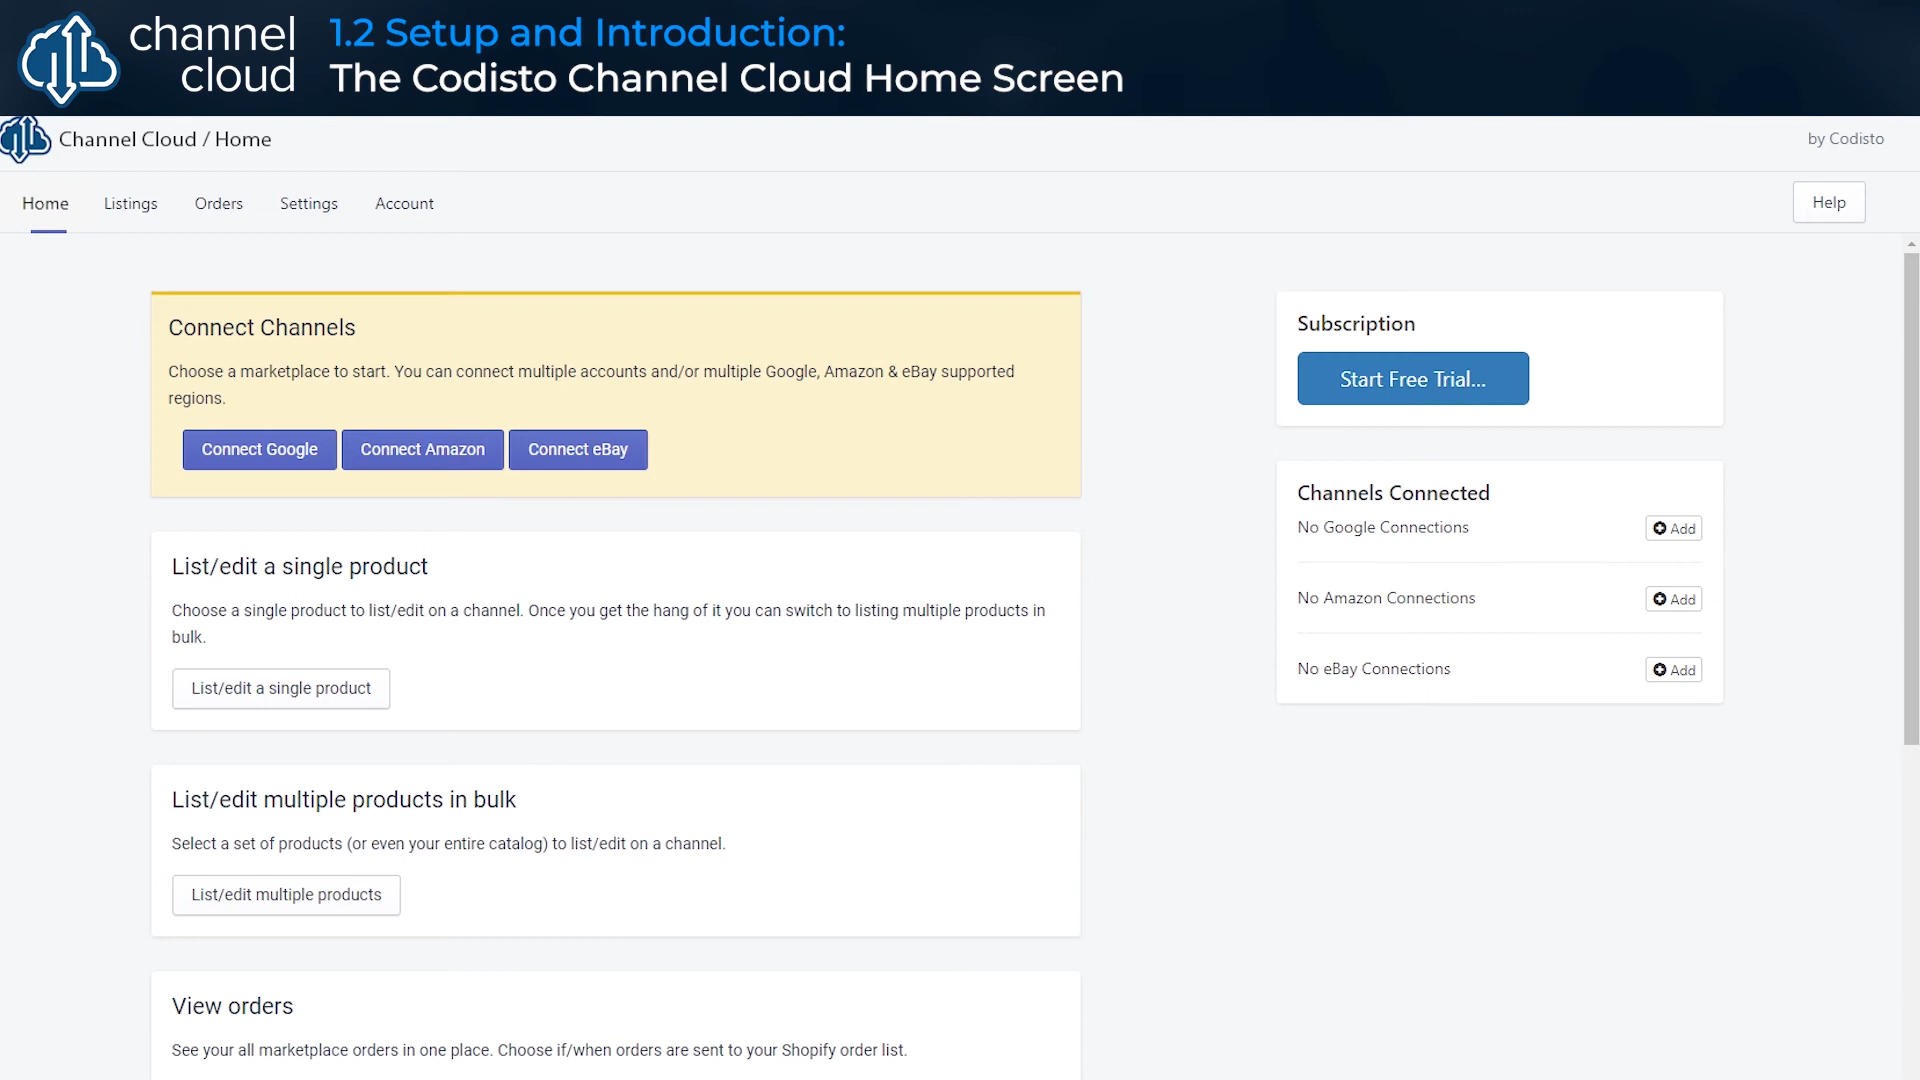 channel
cloud
1.2 Setup and Introduction:
The Codisto Channel Cloud Home Screen
Channel Cloud / Home
by Codisto
Home
Listings
Orders
Settings
Account
Help
Connect Channels
Choose a marketplace to start. You can connect multiple accounts and/or multiple Google, Amazon & eBay supported
regions.
Connect Google
Connect Amazon
Connect eBay
List/edit a single product
Choose a single product to list/edit on a channel. Once you get the hang of it you can switch to listing multiple products in
bulk.
List/edit a single product
List/edit multiple products in bulk
Select a set of products (or even your entire catalog) to list/edit on a channel.
List/edit multiple products
View orders
See your all marketplace orders in one place. Choose if/when orders are sent to your Shopify order list.
Subscription
Start Free Trial...
Channels Connected
No Google Connections
Add
No Amazon Connections
Add
No eBay Connections
Add